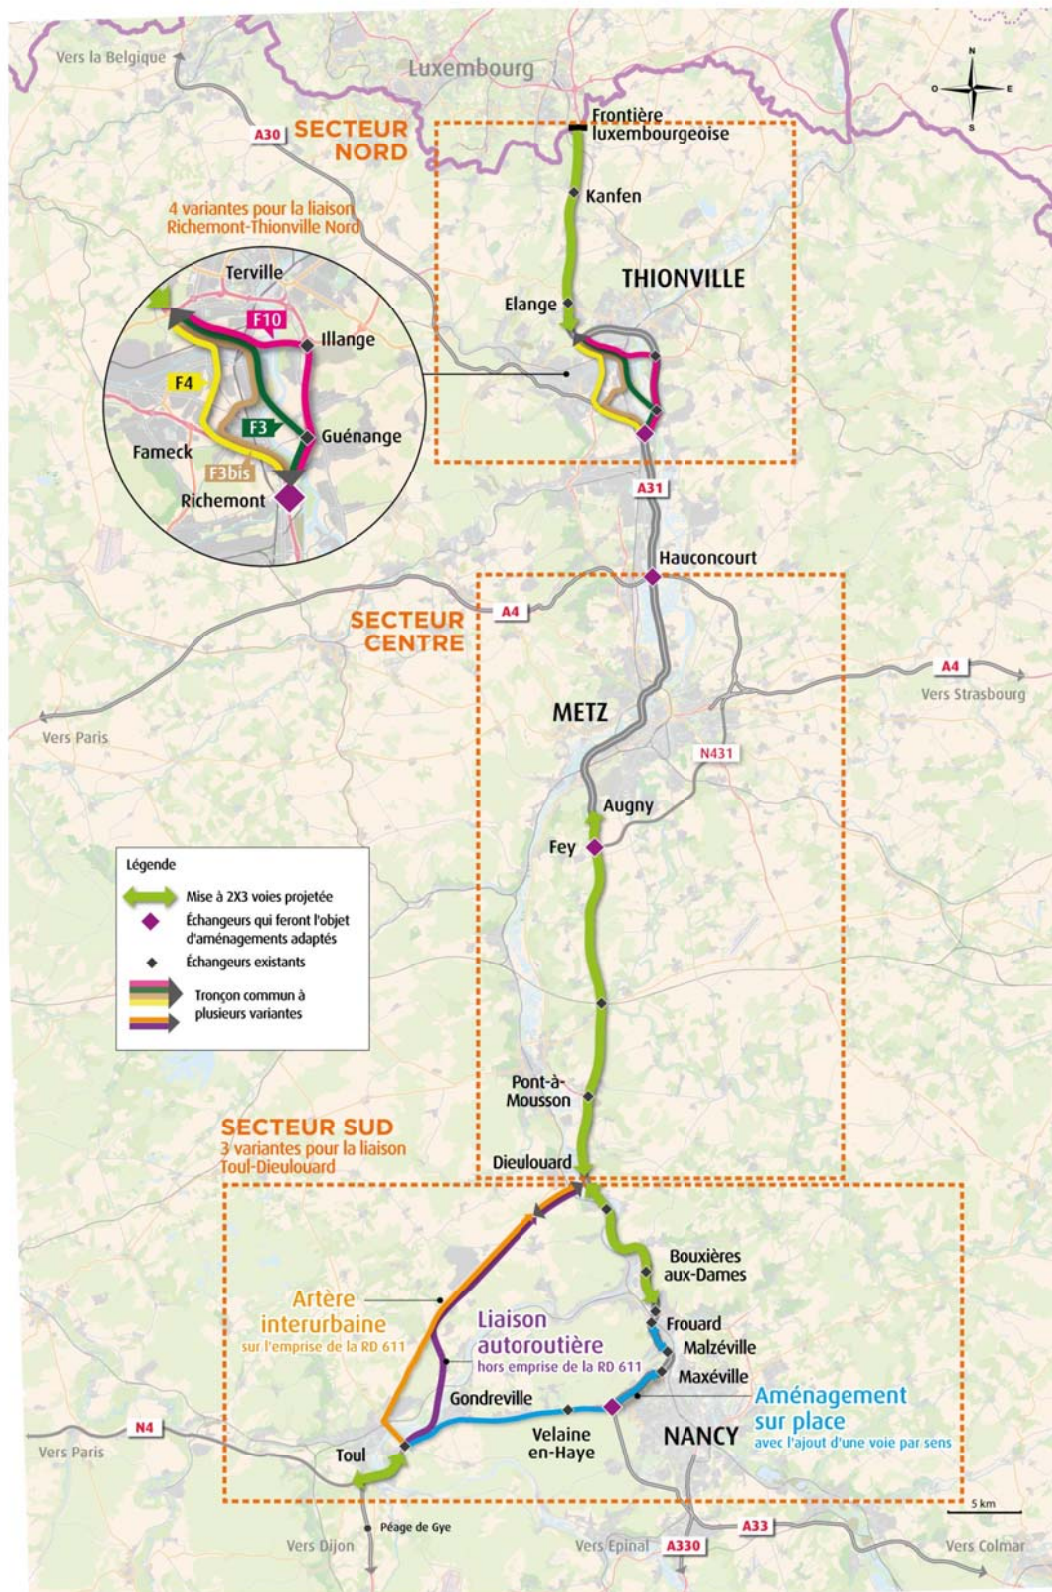 Vers la Belgique
Luxembourg
N
O
E
S
A30
SECTEUR
NORD
Frontière
luxembourgeoise
Kanfen
4 variantes pour la liaison
Richemont-Thionville Nord
Terville
F10
Illange
F4
F3
Guénange
Fameck
F3bis
Richemont
THIONVILLE
Elange
A31
Hauconcourt
SECTEUR
CENTRE
A4
A4
Vers Strasbourg
Vers Paris
METZ
N431
Augny
Fey
Légende
Mise à 2X3 voies projetée
Échangeurs qui feront l'objet
d'aménagements adaptés
Échangeurs existants
Tronçon commun à
plusieurs variantes
Pont-à-
Mousson
SECTEUR SUD
3 variantes pour la liaison
Toul-Dieulouard
Dieulouard
Bouxières
aux-Dames
Artère
interurbaine
sur l'emprise de la RD 611
Liaison
autoroutière
hors emprise de la RD 611
Frouard
Malzéville
Maxéville
Gondreville
Aménagement
sur place
avec l'ajout d'une voie par sens
N4
Vers Paris
Toul
Velaine
en-Haye
NANCY
5 km
Péage de Gye
Vers Dijon
Vers Epinal
A330
A33
Vers Colmar